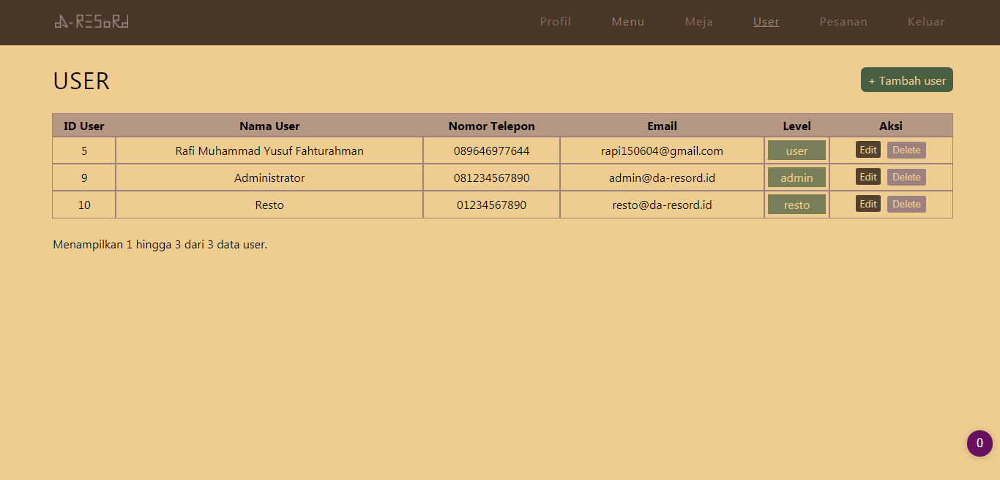 dA-RESoRd Profil Menu Meja User Pesanan Keluar
USER + Tambah user
ID User Nama User Nomor Telepon Email Level Aksi
5 Rafi Muhammad Yusuf Fahturahman 089646977644 rapi150604@gmail.com user Edit Delete
9 Administrator 081234567890 admin@da-resord.id admin Edit Delete
10 Resto 01234567890 resto@da-resord.id resto Edit Delete
Menampilkan 1 hingga 3 dari 3 data user.
0